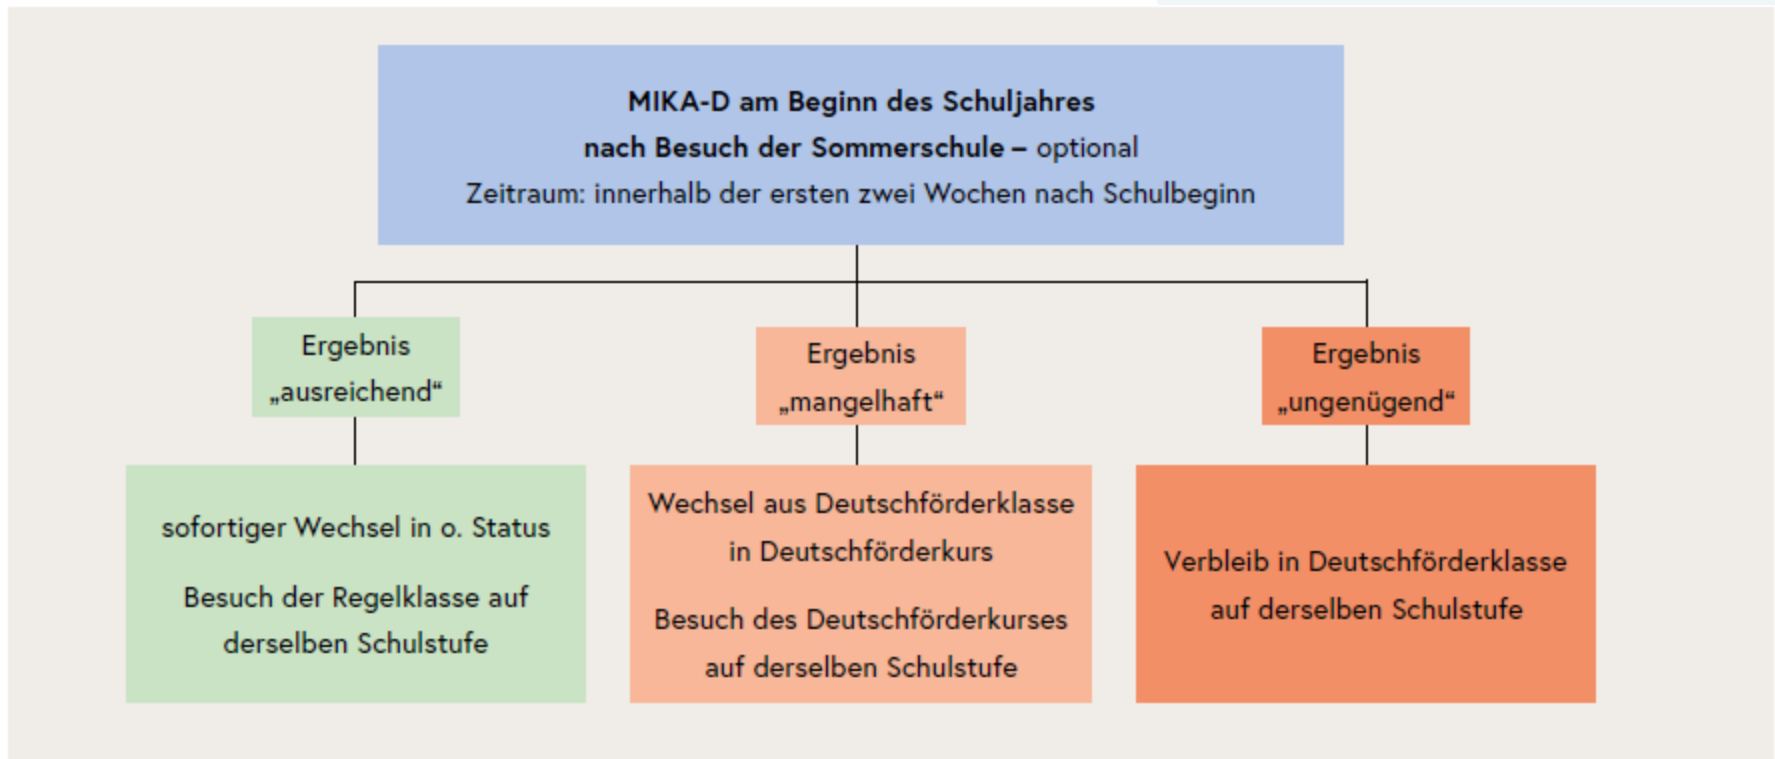 MIKA-D am Beginn des Schuljahres
nach Besuch der Sommerschule – optional
Zeitraum: innerhalb der ersten zwei Wochen nach Schulbeginn
Ergebnis
„ausreichend“
sofortiger Wechsel in o. Status
Besuch der Regelklasse auf
derselben Schulstufe
Ergebnis
„mangelhaft“
Wechsel aus Deutschförderklasse
in Deutschförderkurs
Besuch des Deutschförderkurses
auf derselben Schulstufe
Ergebnis
„ungenügend“
Verbleib in Deutschförderklasse
auf derselben Schulstufe